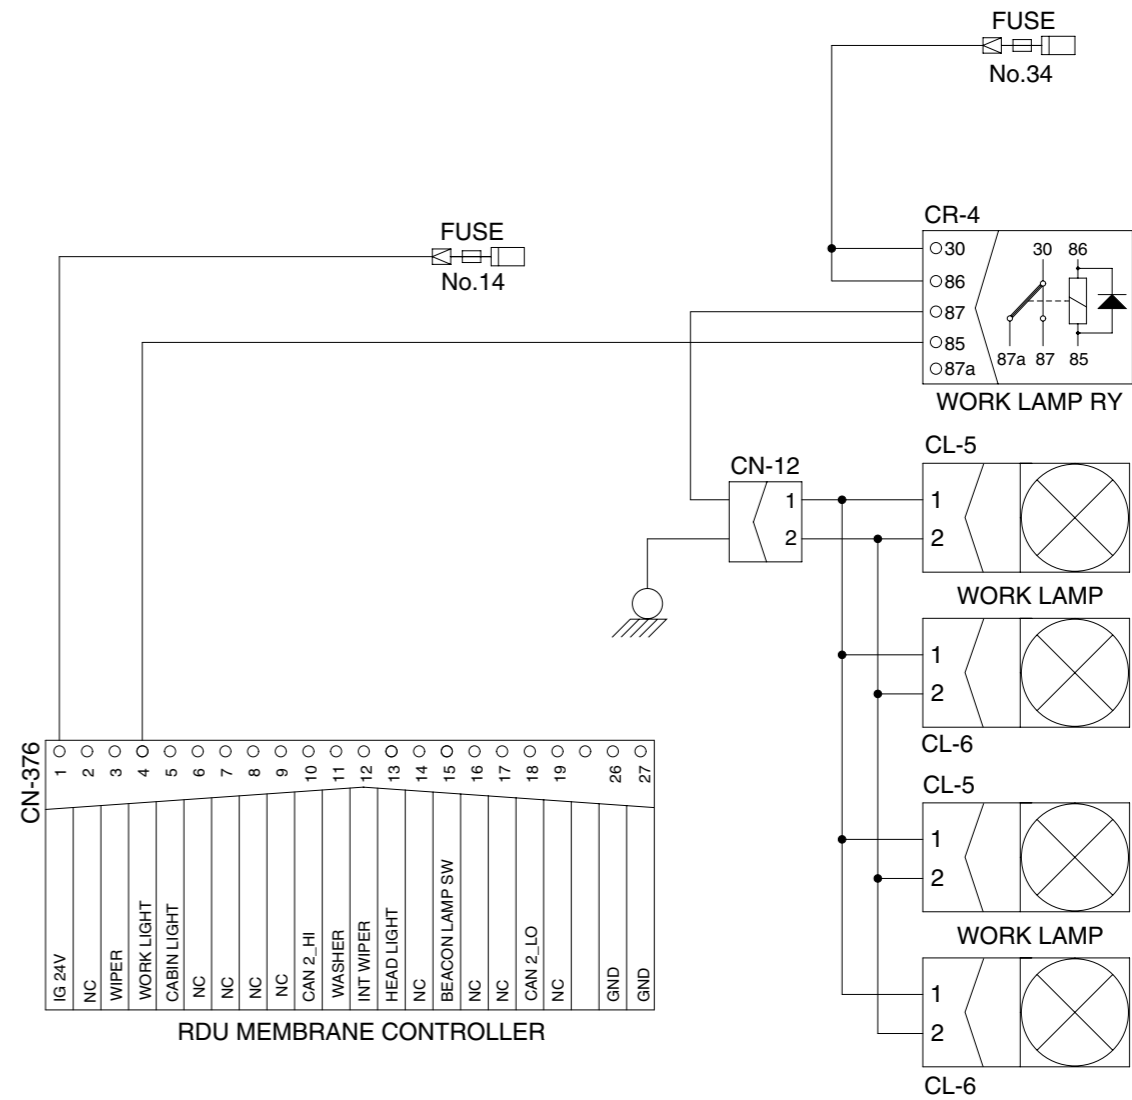 FUSE
No.34
FUSE
No.14
CR-4
30
86
87
85
87a
30 86
87a 87 85
WORK LAMP RY
CN-12
1
2
CL-5
1
2
WORK LAMP
1
2
CL-6
CL-5
1
2
WORK LAMP
1
2
CL-6
CN-376
1 2 3 4 5 6 7 8 9 10 11 12 13 14 15 16 17 18 19 26 27
IG 24V
NC
WIPER
WORK LIGHT
CABIN LIGHT
NC
NC
NC
NC
CAN 2_HI
WASHER
INT WIPER
HEAD LIGHT
NC
BEACON LAMP SW
NC
NC
CAN 2_LO
NC
GND
GND
RDU MEMBRANE CONTROLLER